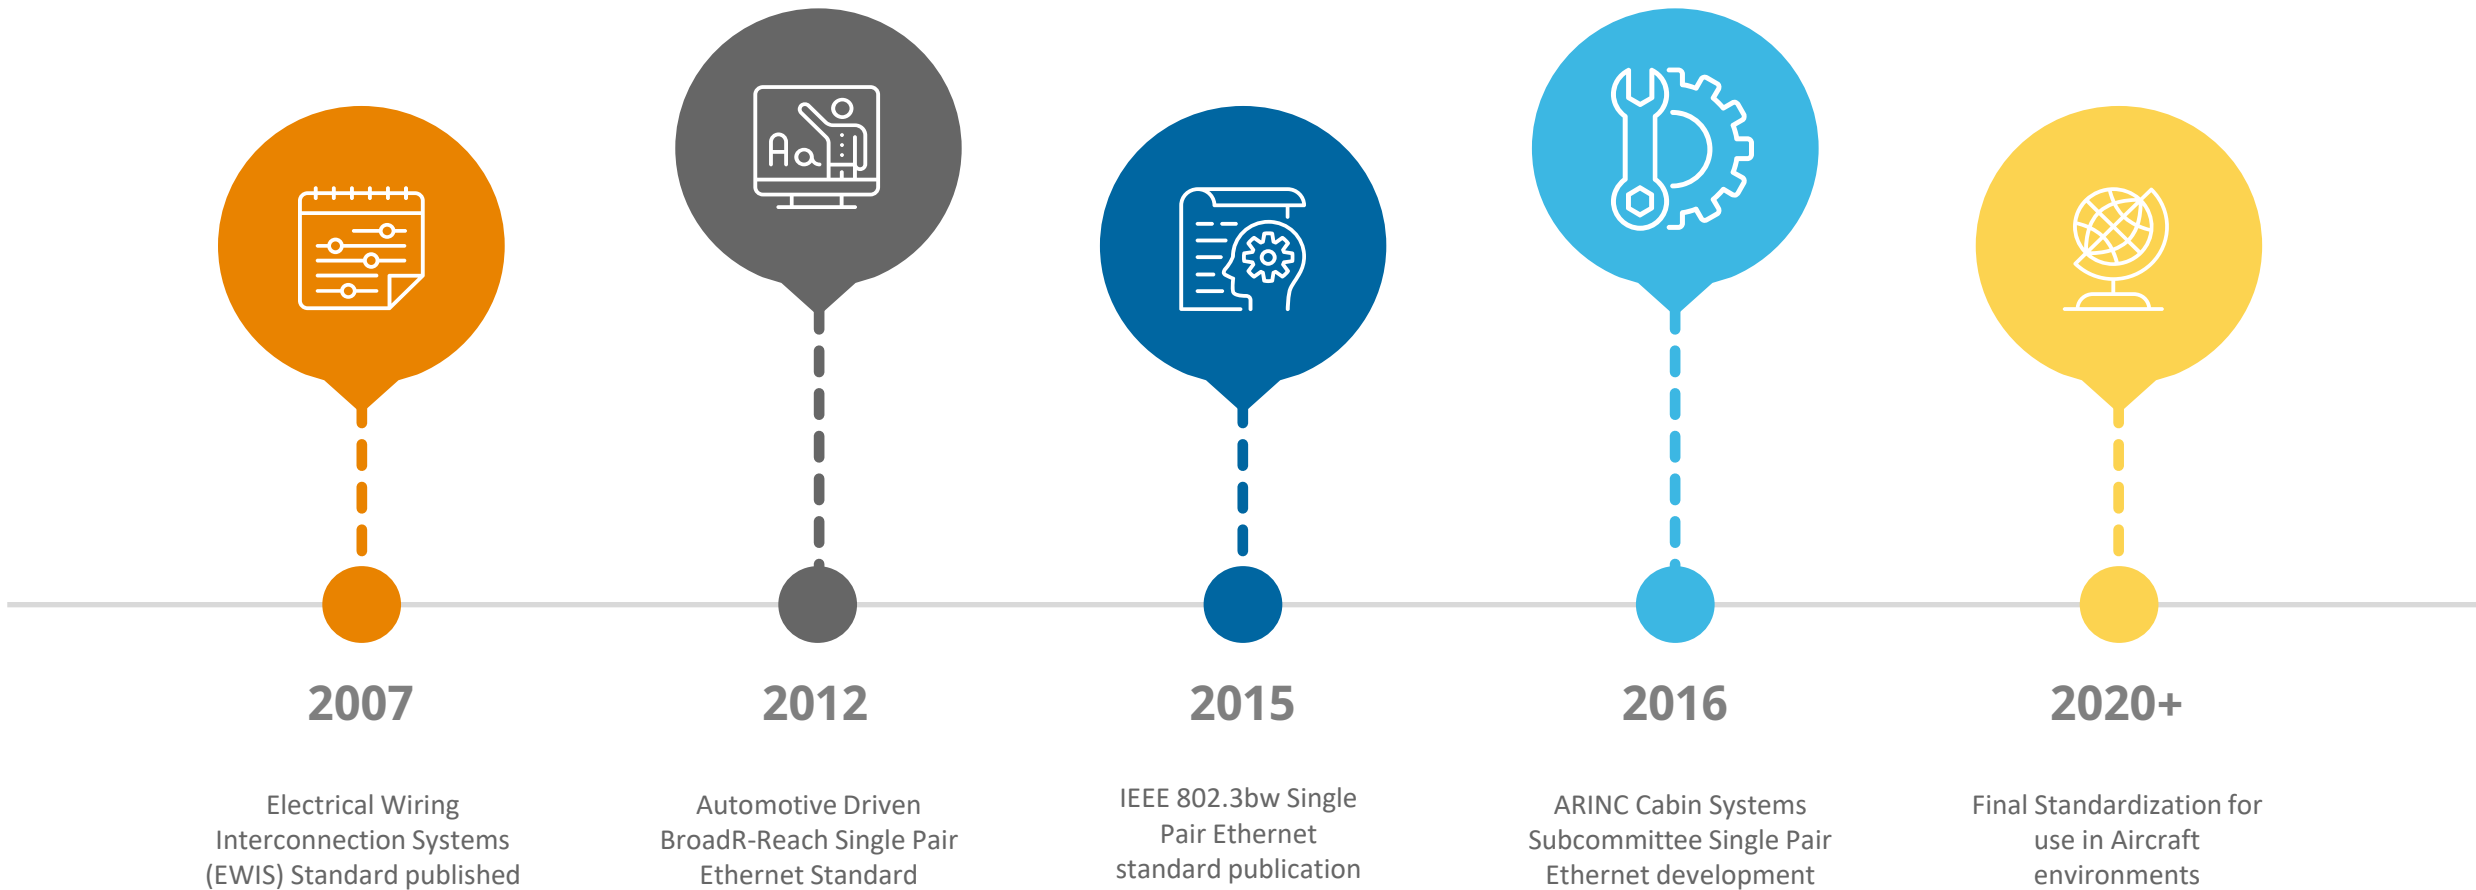 Aa
2007
Electrical Wiring
Interconnection Systems
(EWIS) Standard published
2012
Automotive Driven
BroadR-Reach Single Pair
Ethernet Standard
2015
IEEE 802.3bw Single
Pair Ethernet
standard publication
2016
ARINC Cabin Systems
Subcommittee Single Pair
Ethernet development
2020+
Final Standardization for
use in Aircraft
environments